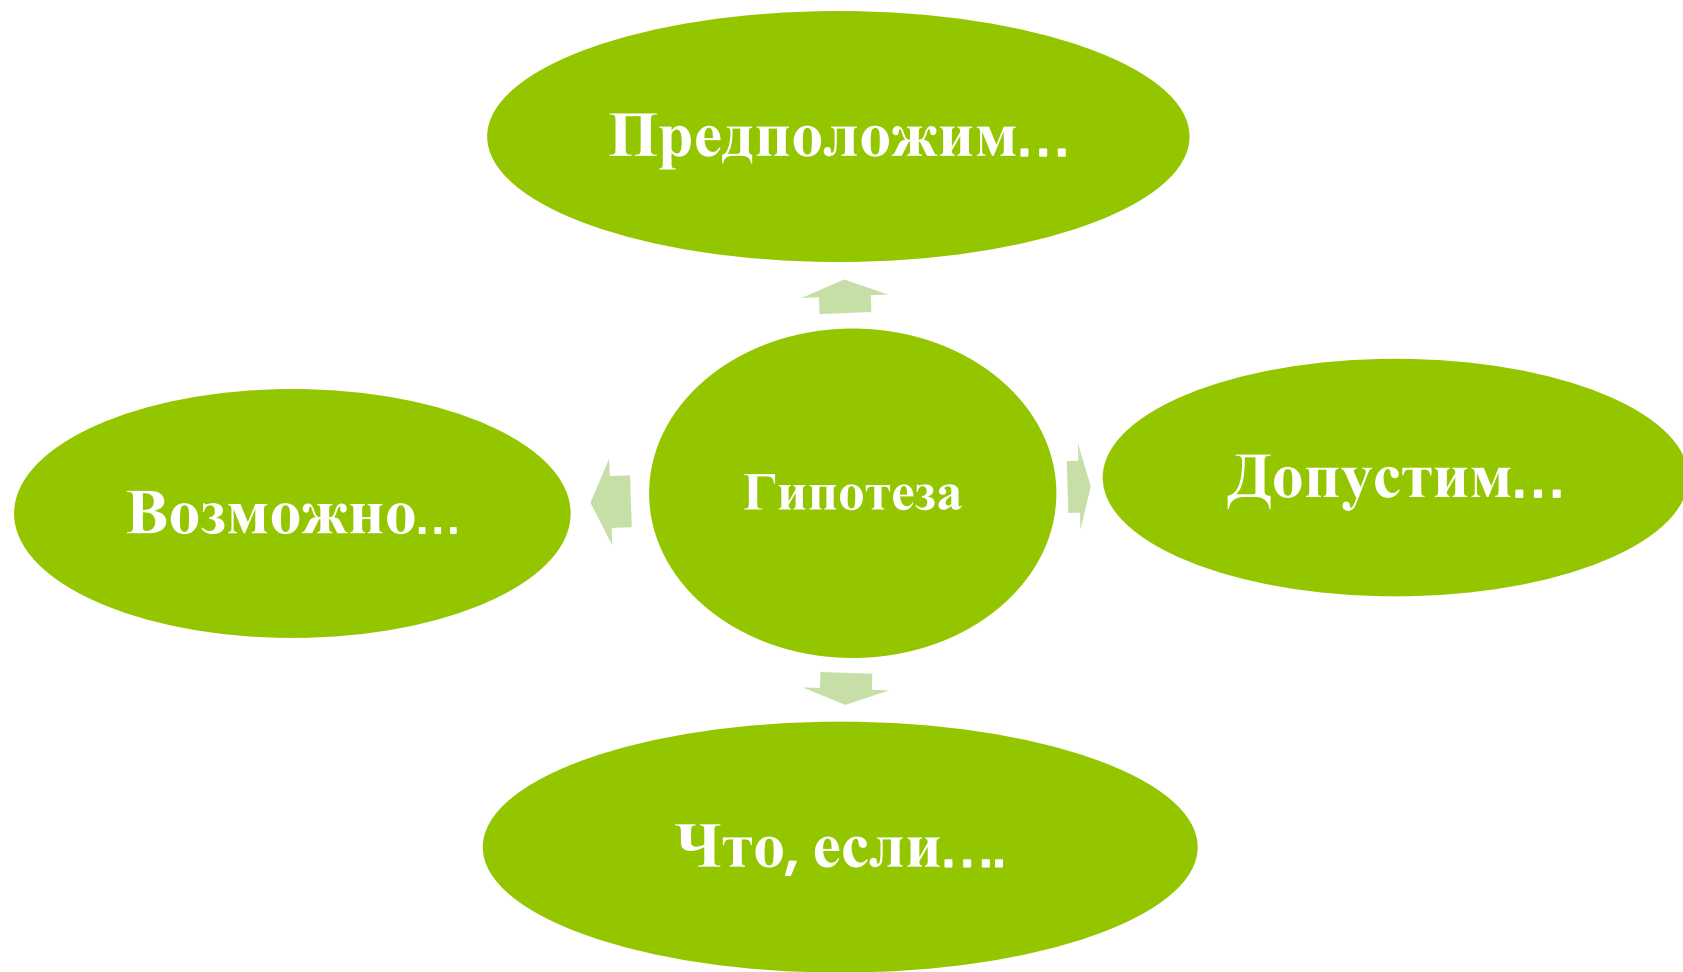 Предположим…
Возможно…
Гипотеза
Допустим…
Что, если….